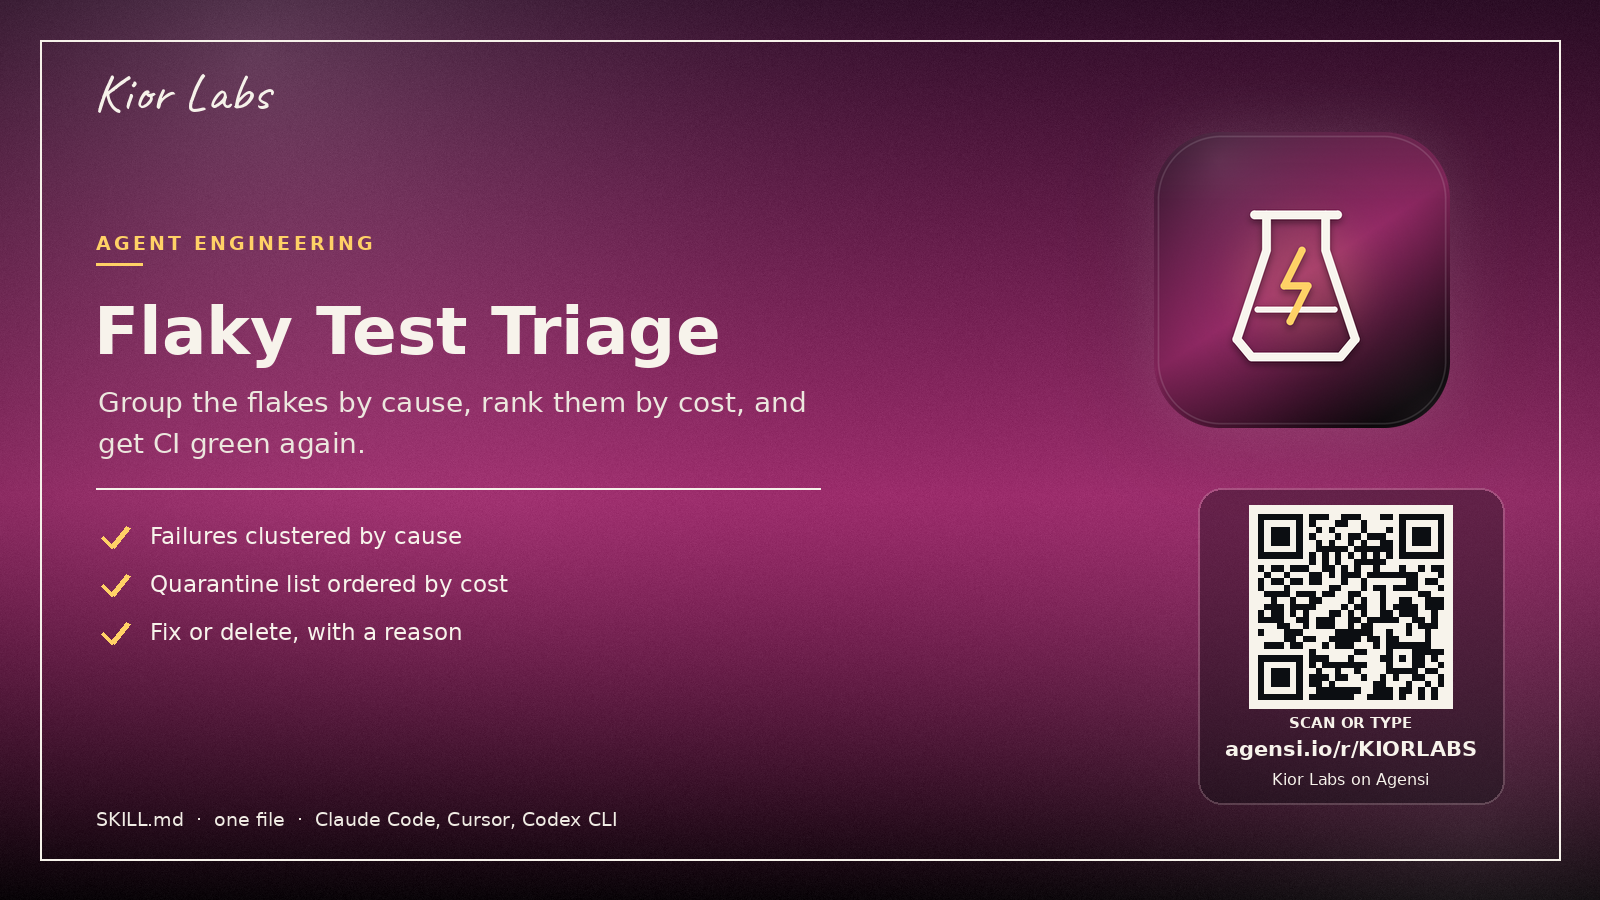 Kior Labs
AGENT ENGINEERING
Flaky Test Triage
Group the flakes by cause, rank them by cost, and
get CI green again.
Failures clustered by cause
Quarantine list ordered by cost
Fix or delete, with a reason
SCAN OR TYPE
agensi.io/r/KIORLABS
Kior Labs on Agensi
SKILL.md · one file · Claude Code, Cursor, Codex CLI